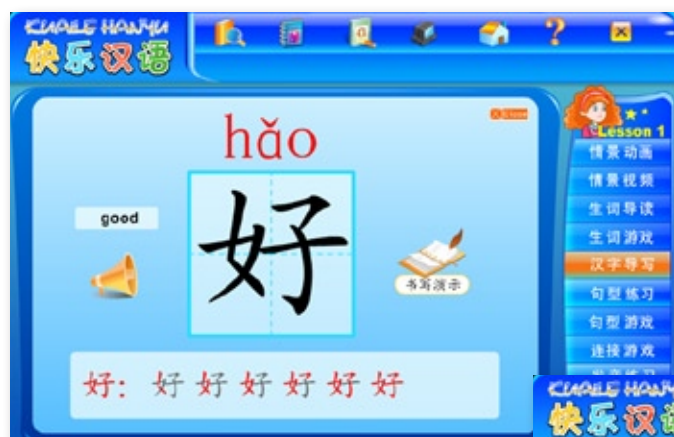 KUAILE HANYU
快乐汉语
hǎo
Close
good
好
书写演示
好: 好 好 好 好 好 好
Lesson 1
情景动画
情景视频
生词导读
生词游戏
汉字导写
句型练习
句型游戏
连接游戏
KUAILE HANYU
快乐汉语